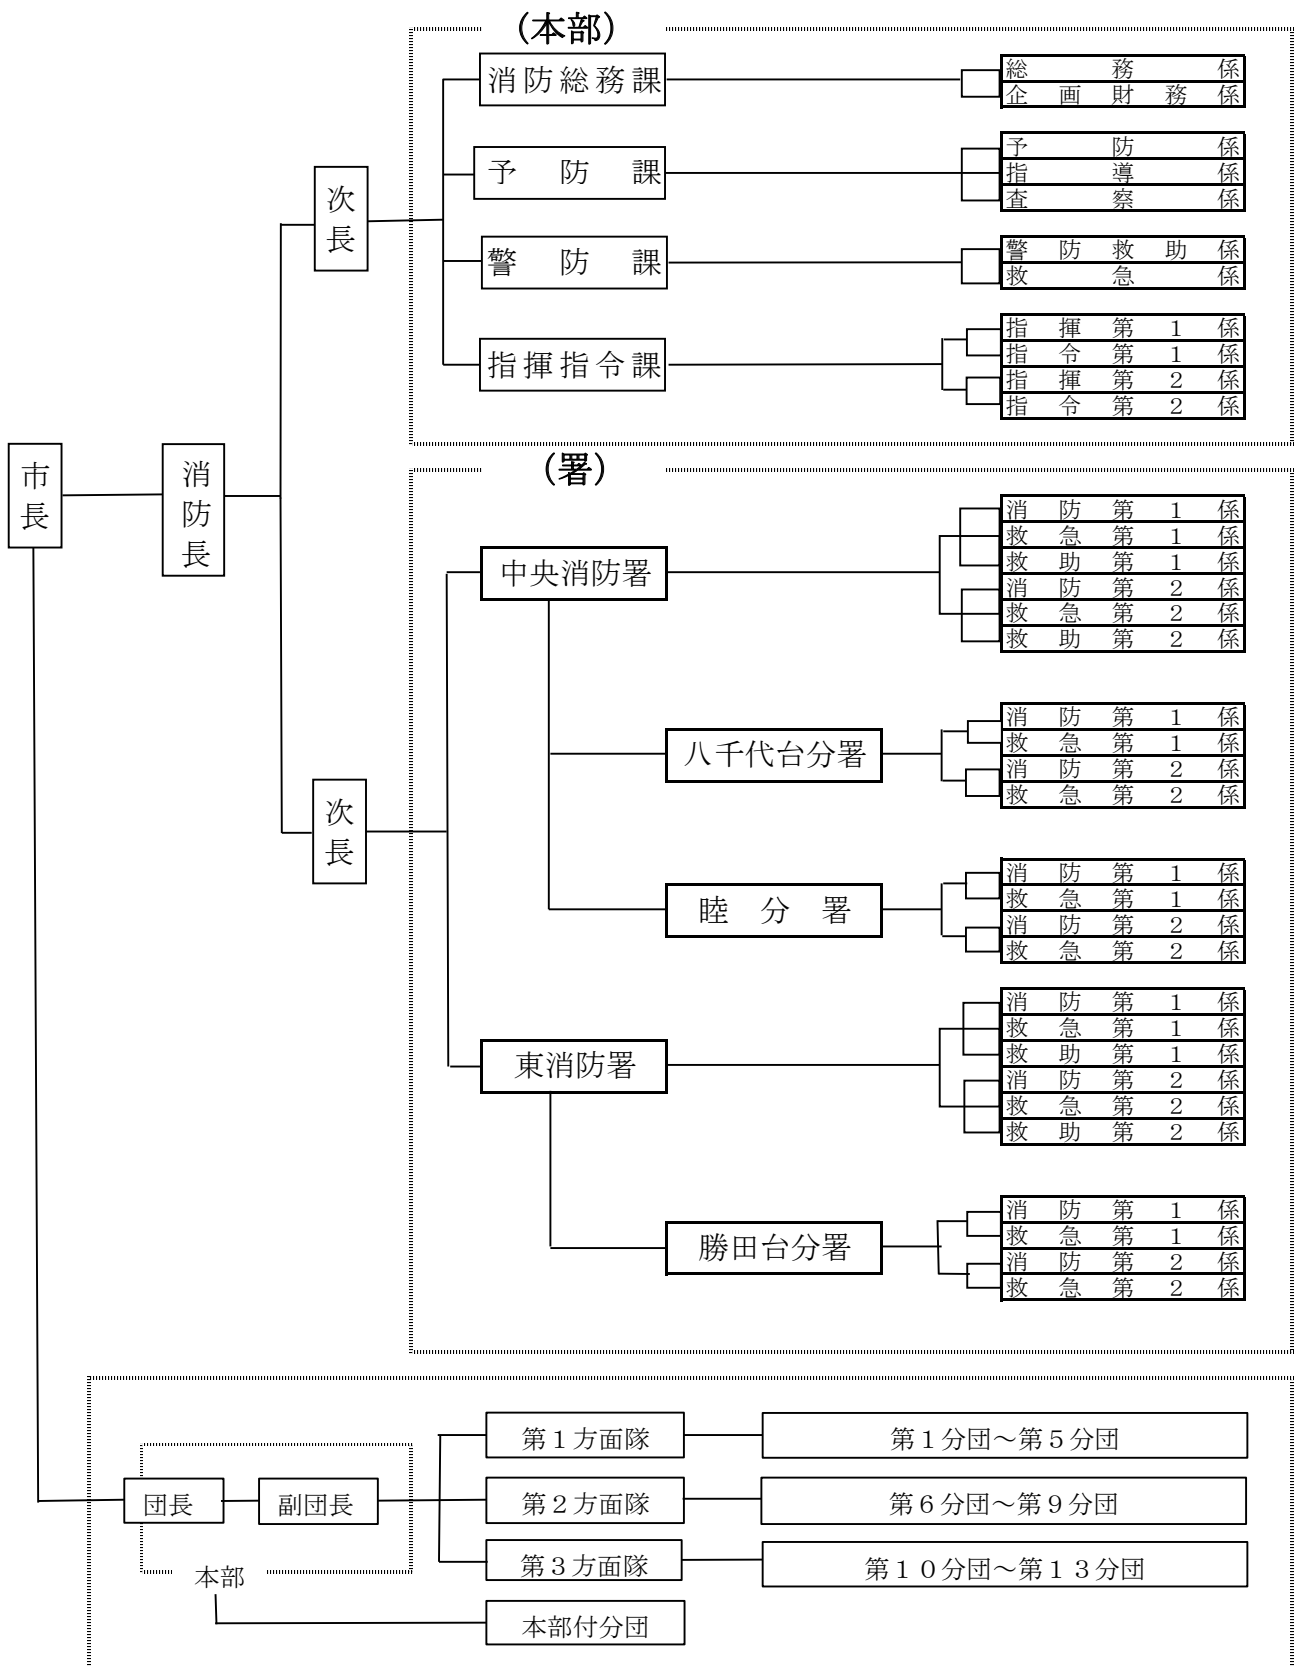 (本部)
消防総務課
総務係
企画財務係
予防課
予防係
指導係
査察係
次長
警防課
警防救助係
救急係
指揮指令課
指揮第1係
指令第1係
指揮第2係
指令第2係
市長
消防長
(署)
中央消防署
消防第1係
救急第1係
救助第1係
消防第2係
救急第2係
救助第2係
八千代台分署
消防第1係
救急第1係
消防第2係
救急第2係
次長
睦分署
消防第1係
救急第1係
消防第2係
救急第2係
東消防署
消防第1係
救急第1係
救助第1係
消防第2係
救急第2係
救助第2係
勝田台分署
消防第1係
救急第1係
消防第2係
救急第2係
第1方面隊
第1分団~第5分団
団長
副団長
第2方面隊
第6分団~第9分団
第3方面隊
第10分団~第13分団
本部
本部付分団